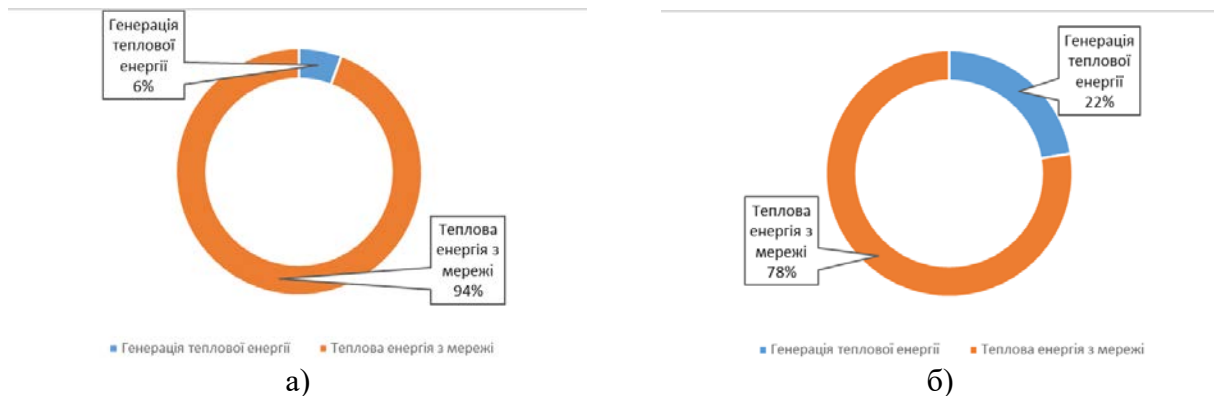 Генерація
теплової
енергії
6%
Теплова
енергія з
мережі
94%
Генерація теплової енергії Теплова енергія з мережі
а)
Генерація
теплової
енергії
22%
Теплова
енергія з
мережі
78%
Генерація теплової енергії Теплова енергія з мережі
б)